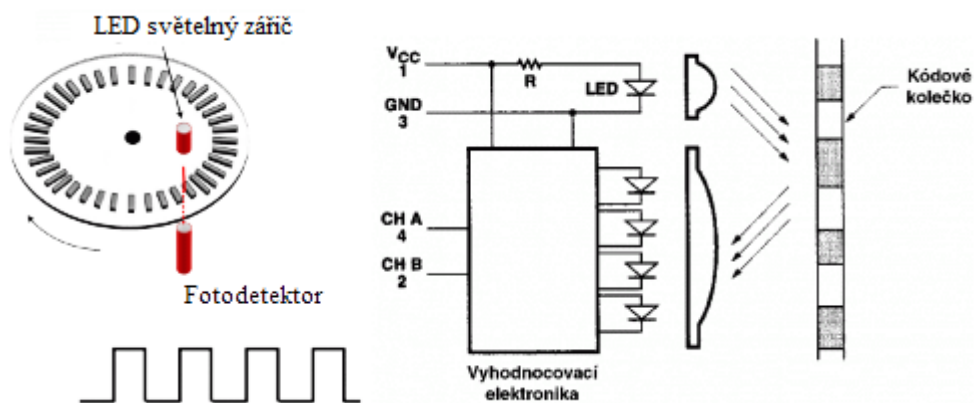 LED světelný zářič
Fotodetektor
VCC
1
R
LED
GND
3
CH A
4
CH B
2
Vyhodnocovací
elektronika
Kódové
kolečko